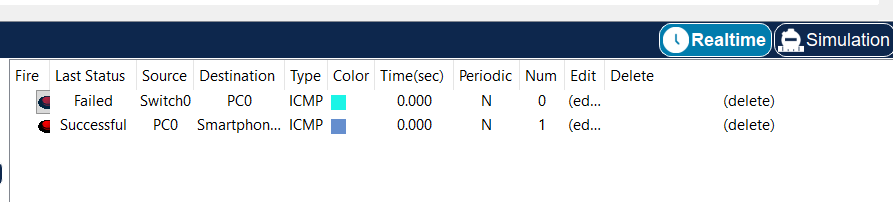 Realtime Simulation
Fire Last Status Source Destination Type Color Time(sec) Periodic Num Edit Delete
Failed Switch0 PC0 ICMP 0.000 N 0 (ed... (delete)
Successful PC0 Smartphon... ICMP 0.000 N 1 (ed... (delete)